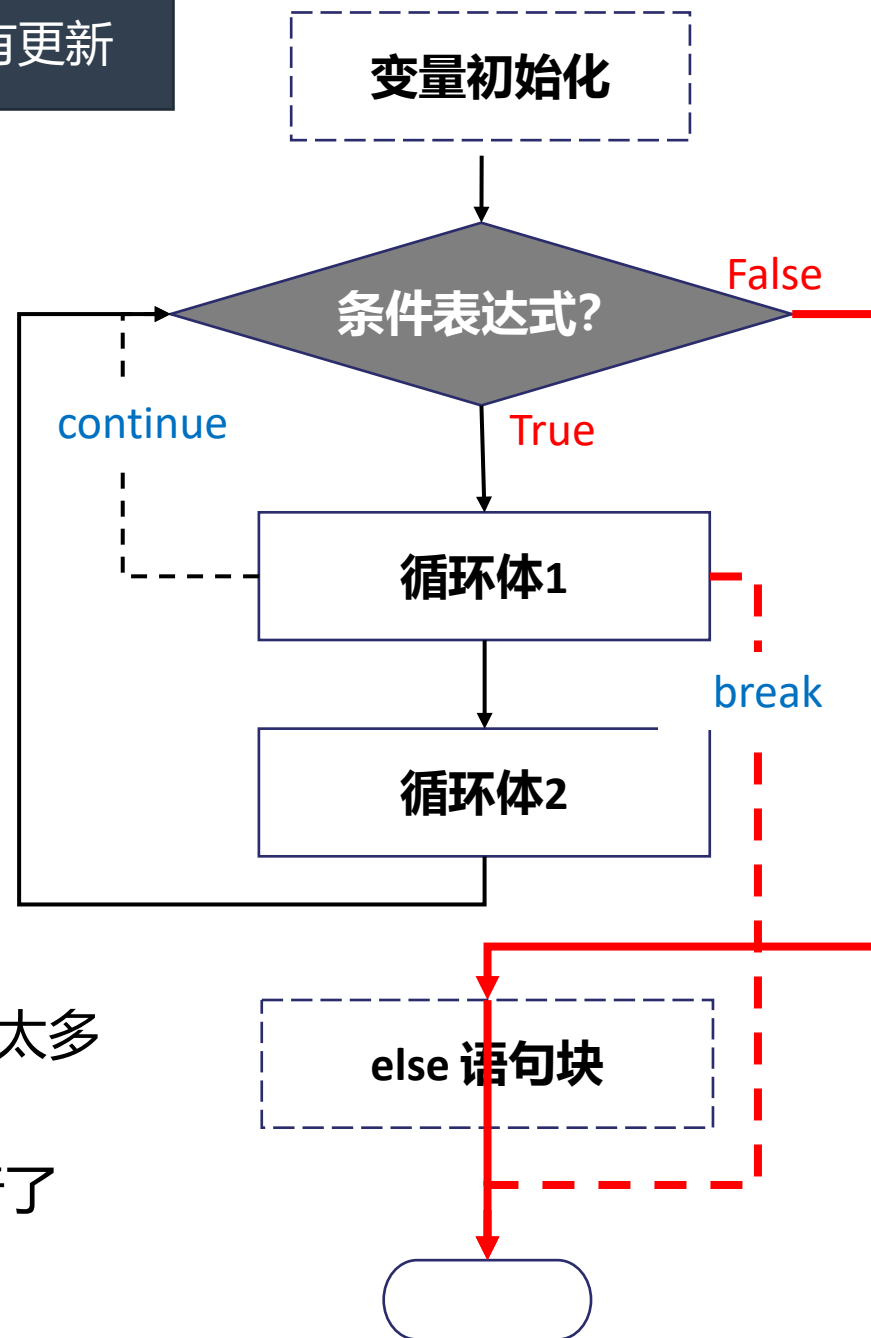 有更新
变量初始化
False
条件表达式?
continue
True
循环体1
break
循环体2
太多
else 语句块
了